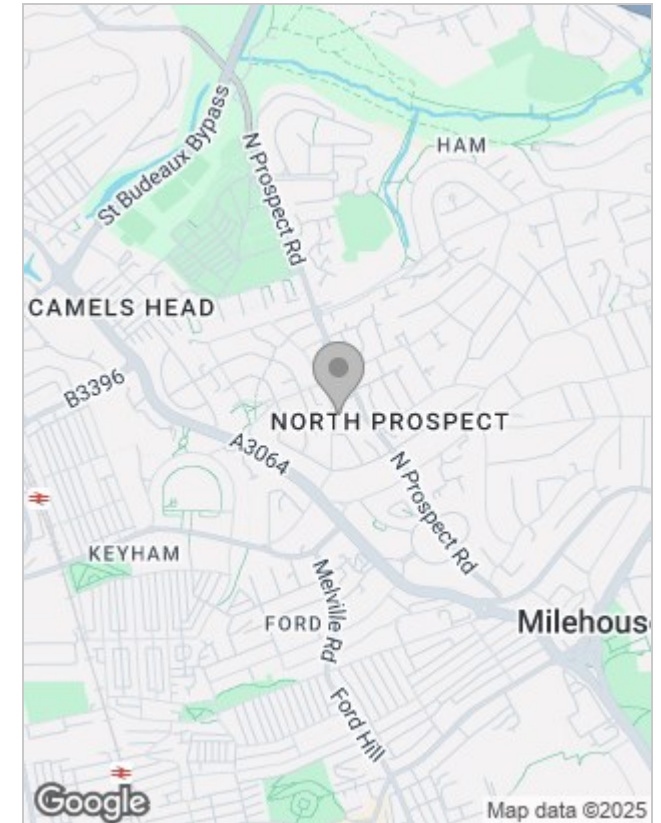 St Budeaux Bypass
N Prospect Rd
HAM
CAMELS HEAD
B3396
NORTH PROSPECT
A3064
N Prospect Rd
KEYHAM
Melville Rd
FORD
Milehous
Ford Hill
Google
Map data ©2025